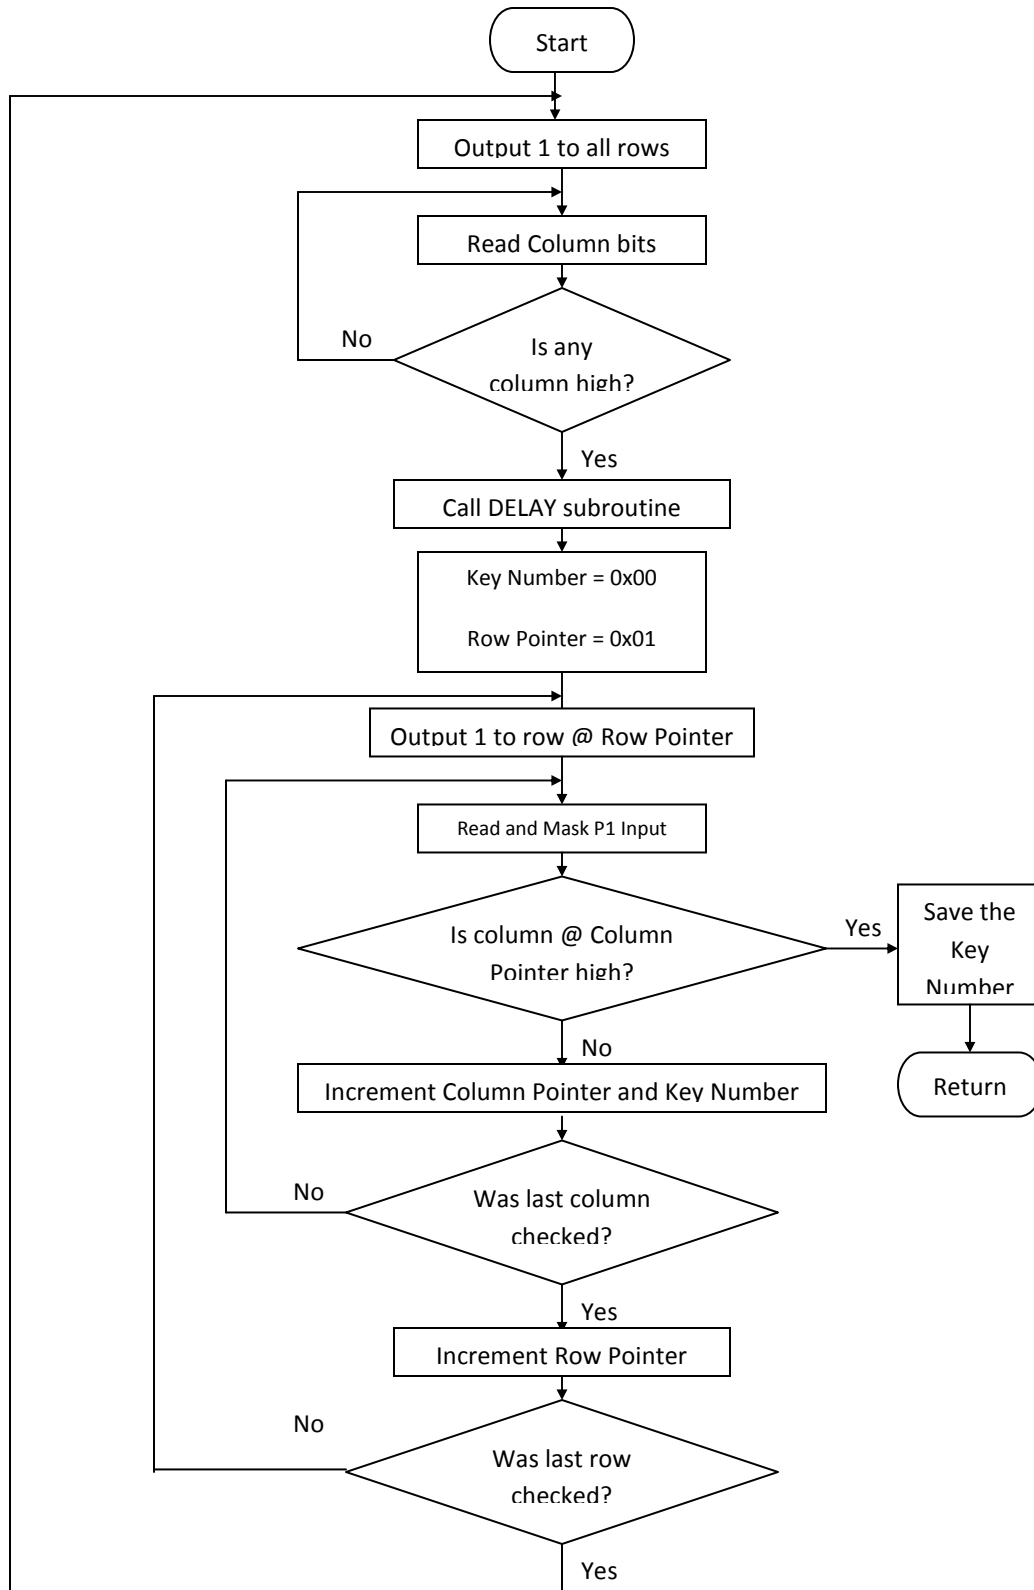 Start
Output 1 to all rows
Read Column bits
No
Is any
column high?
Yes
Call DELAY subroutine
Key Number = 0x00
Row Pointer = 0x01
Output 1 to row @ Row Pointer
Read and Mask P1 Input
Is column @ Column
Pointer high?
Yes
Save the
Key
Number
No
Return
Increment Column Pointer and Key Number
No
Was last column
checked?
Yes
Increment Row Pointer
No
Was last row
checked?
Yes